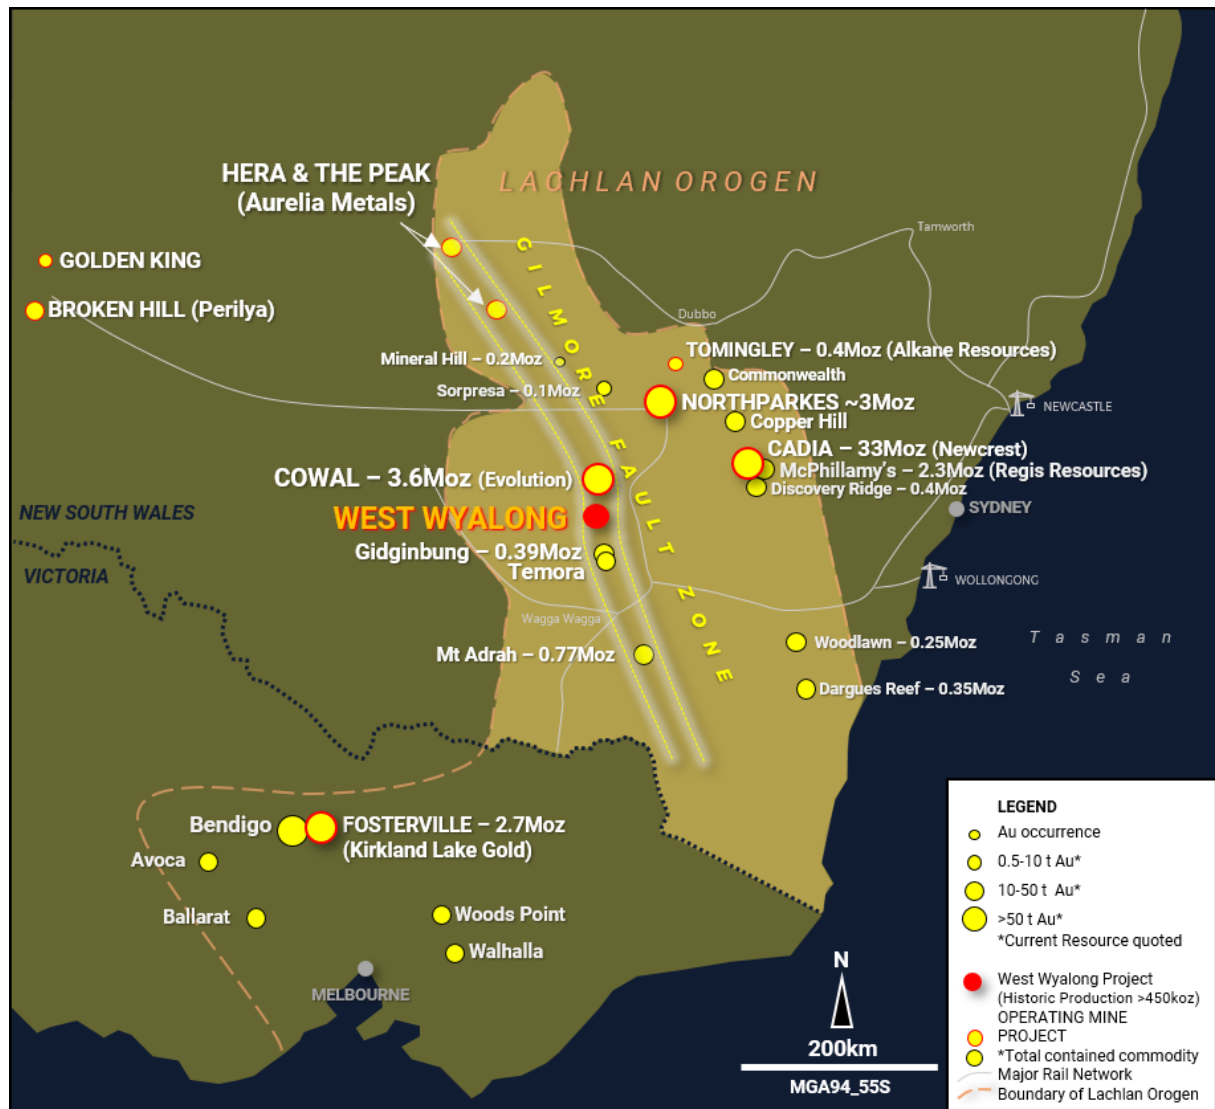 LACHLAN OROGEN
HERA & THE PEAK
(Aurelia Metals)
Tamworth
GILMORE FAULT ZONE
GOLDEN KING
BROKEN HILL (Perilya)
Dubbo
Mineral Hill – 0.2Moz
TOMINGLEY – 0.4Moz (Alkane Resources)
Commonwealth
Sorpresa – 0.1Moz
NORTHPARKES ~3Moz
NEWCASTLE
Copper Hill
CADIA – 33Moz (Newcrest)
COWAL – 3.6Moz (Evolution)
McPhillamy's – 2.3Moz (Regis Resources)
Discovery Ridge – 0.4Moz
NEW SOUTH WALES
WEST WYALONG
SYDNEY
Gidginbung – 0.39Moz
VICTORIA
Temora
WOLLONGONG
Wagga Wagga
Tasman
Sea
Mt Adrah – 0.77Moz
Woodlawn – 0.25Moz
Dargues Reef – 0.35Moz
Bendigo
FOSTERVILLE – 2.7Moz
(Kirkland Lake Gold)
Avoca
Ballarat
Woods Point
Walhalla
MELBOURNE
N
200km
MGA94_55S
LEGEND
Au occurrence
0.5-10 t Au*
10-50 t Au*
>50 t Au*
*Current Resource quoted
West Wyalong Project
(Historic Production >450koz)
OPERATING MINE
PROJECT
*Total contained commodity
Major Rail Network
Boundary of Lachlan Orogen